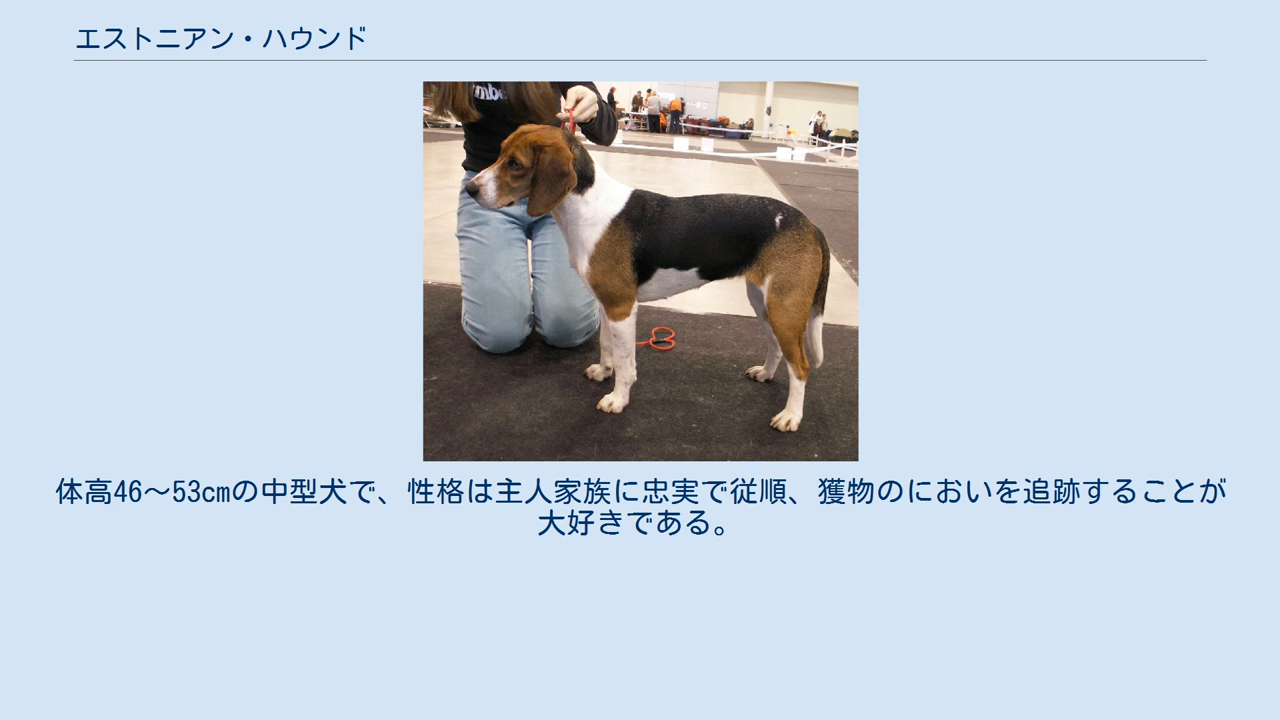 エストニアン・ハウンド
体高46～53cmの中型犬で、性格は主人家族に忠実で従順、獲物のにおいを追跡することが
大好きである。